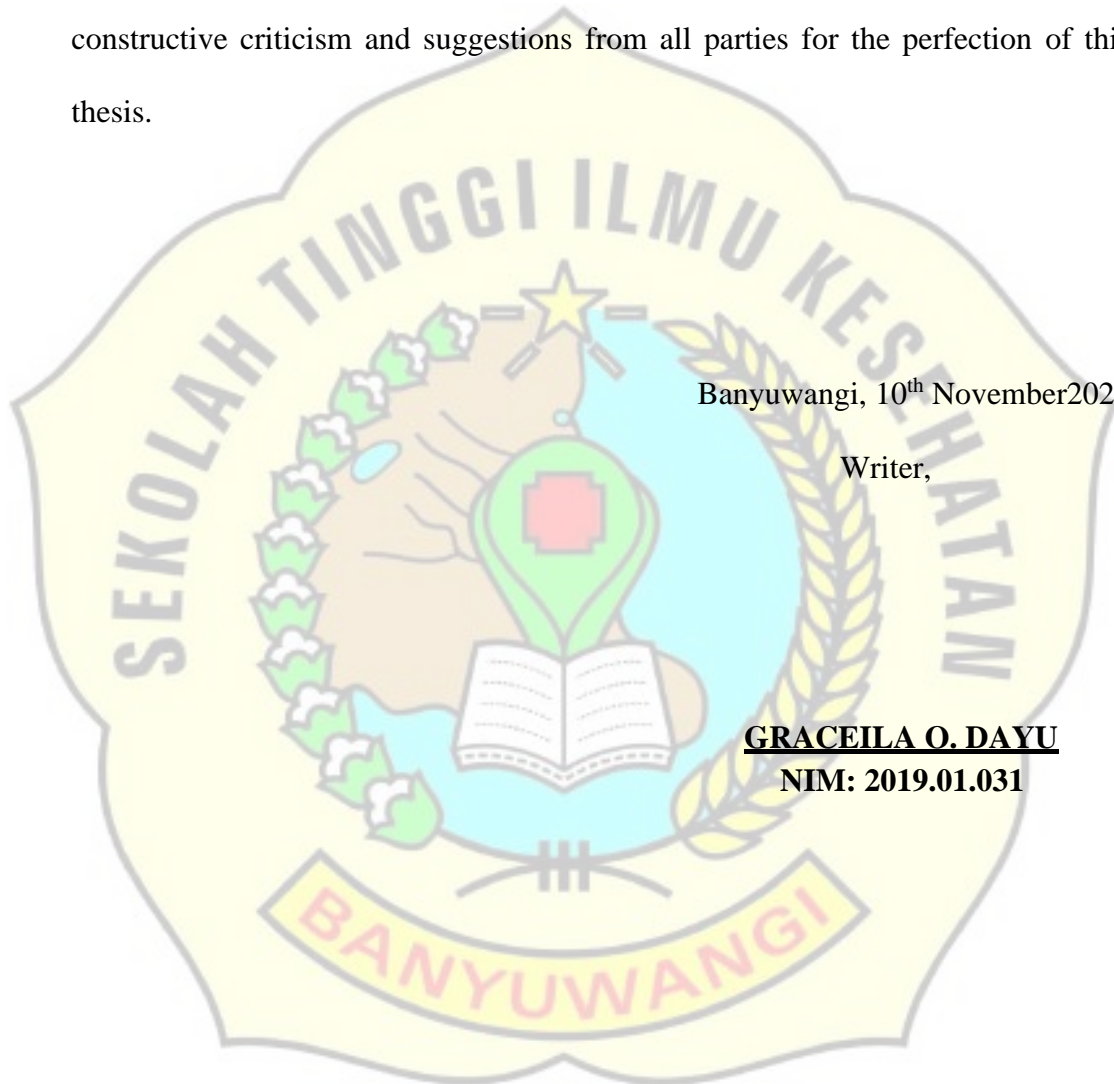 constructive criticism and suggestions from all parties for the perfection of thi
thesis.
SEKOLAH TINGGI ILMU KESEHATAN
Banyuwangi, 10th November202
Writer,
GRACEILA O. DAYU
NIM: 2019.01.031
BANYUWANGI